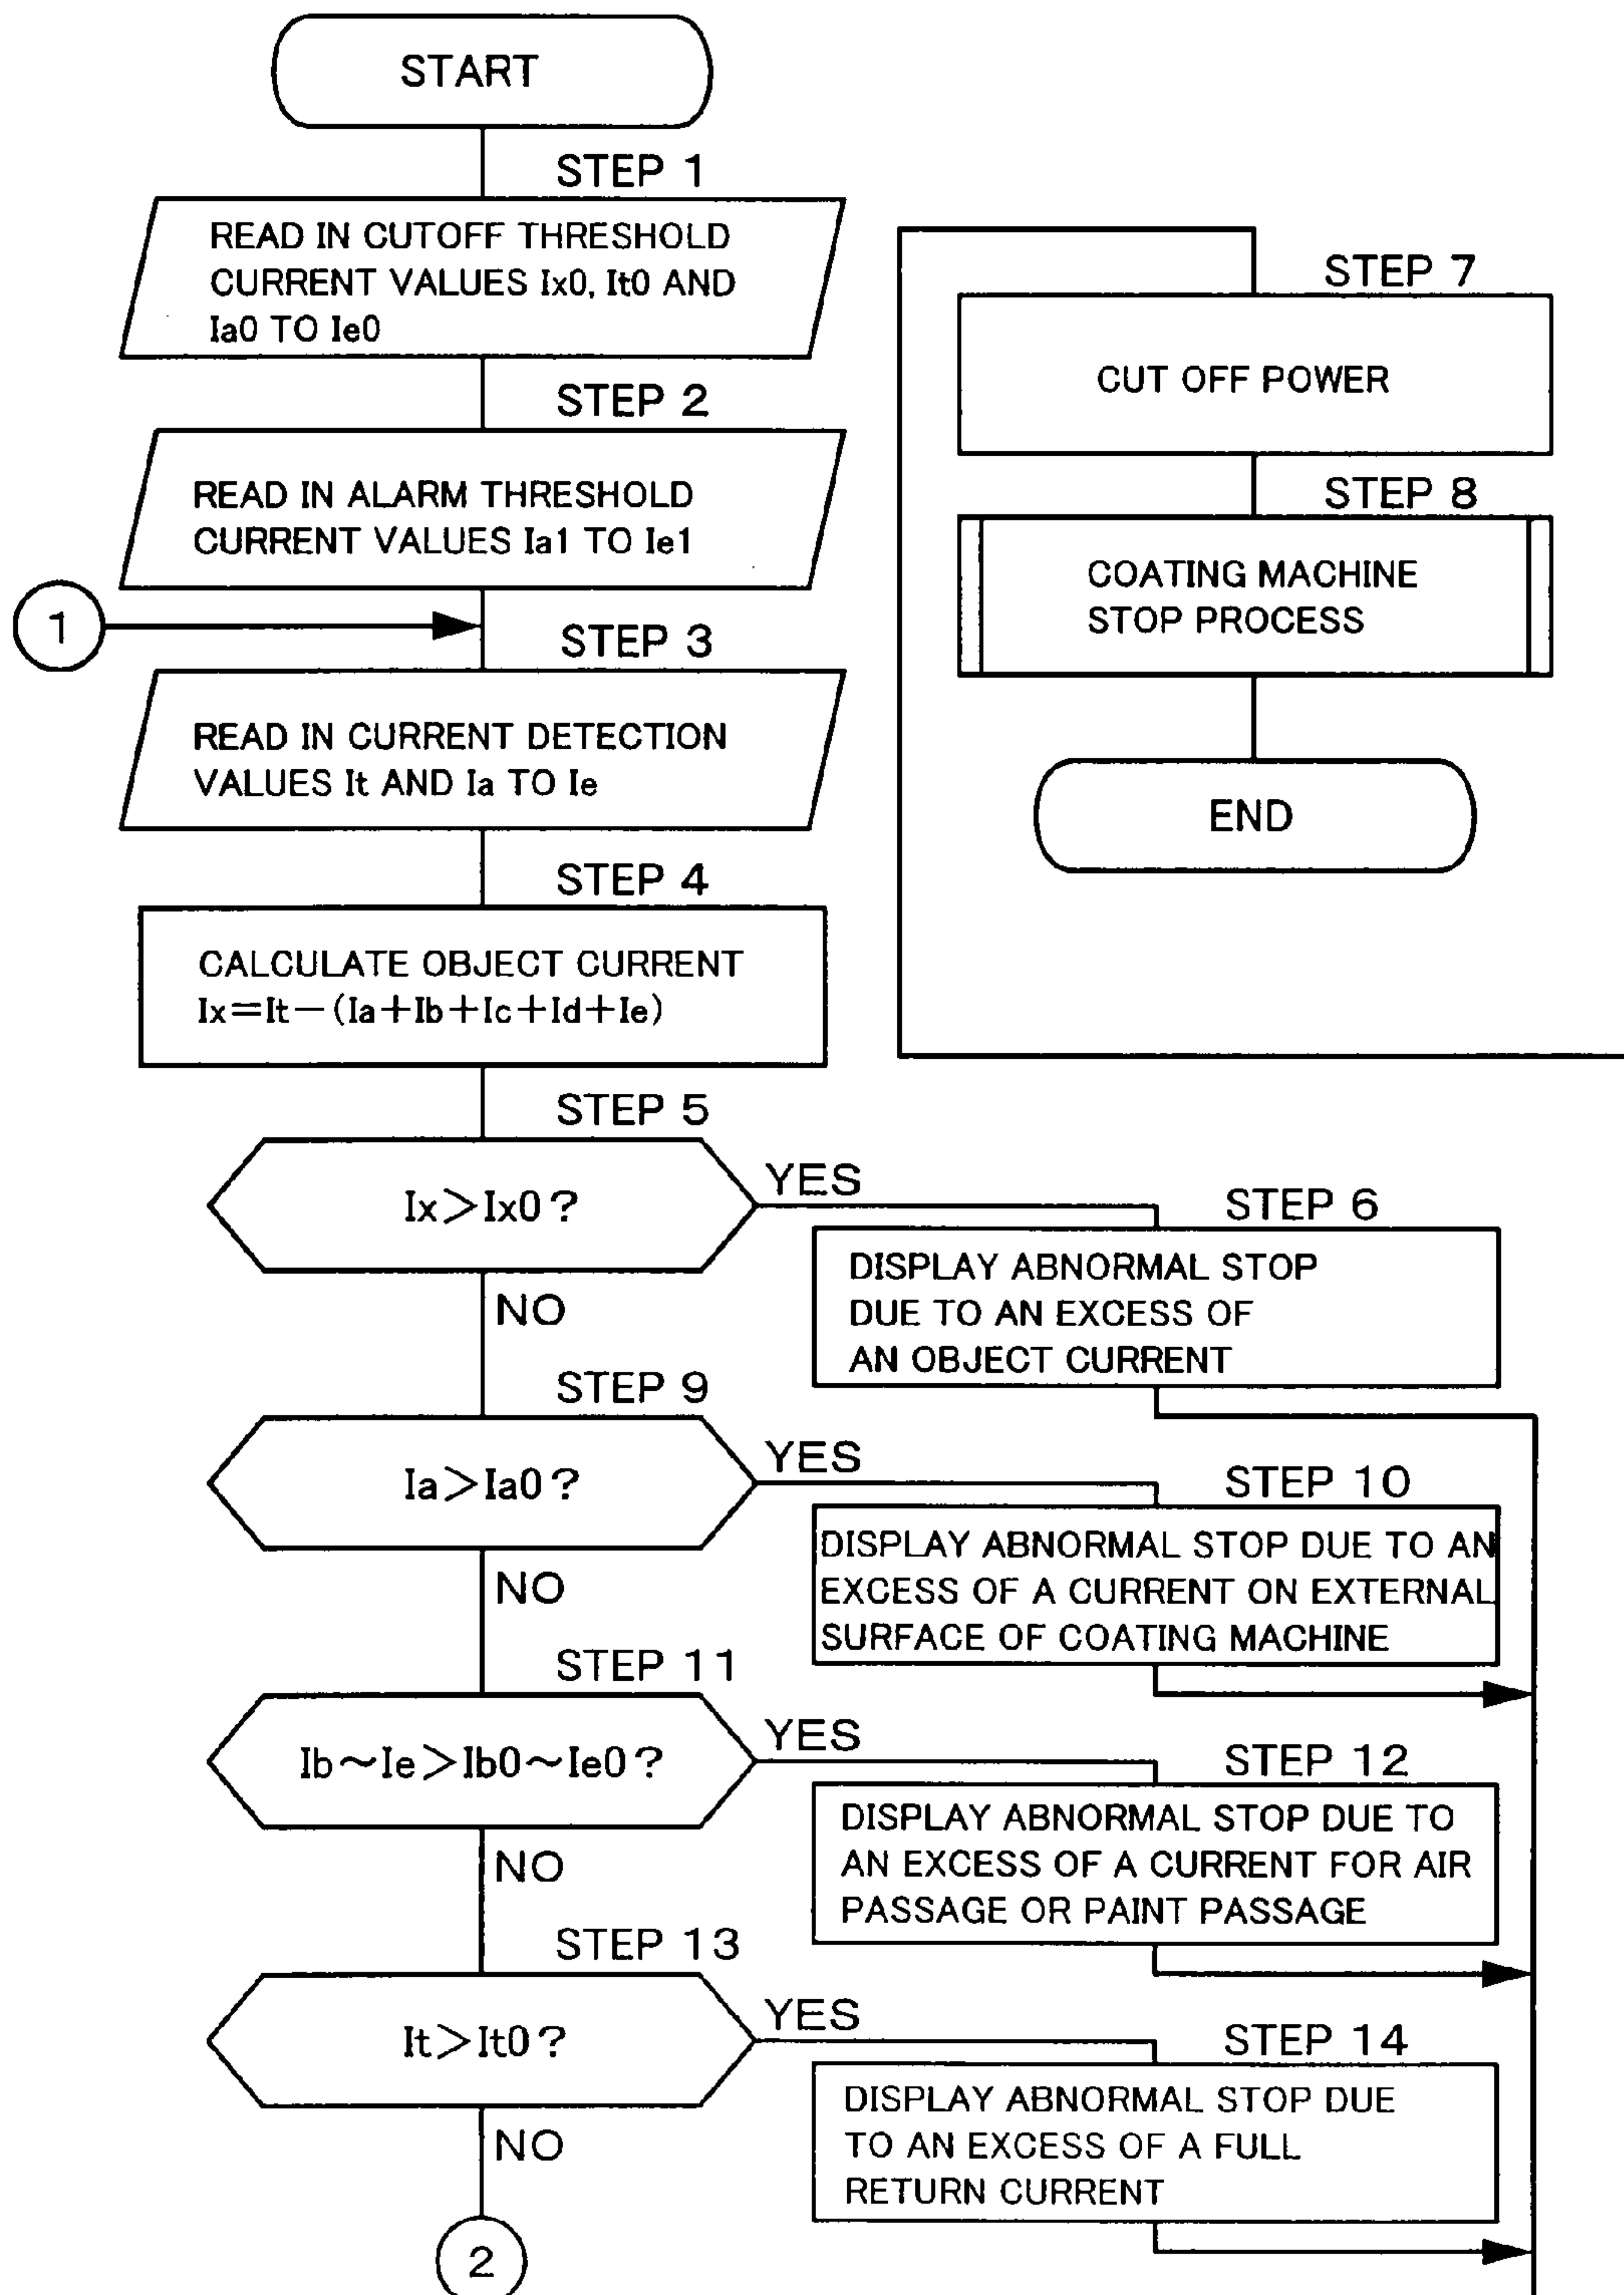 START
STEP 1
READ IN CUTOFF THRESHOLD
CURRENT VALUES Ix0, It0 AND
Ia0 TO Ie0
STEP 2
READ IN ALARM THRESHOLD
CURRENT VALUES Ia1 TO Ie1
1
STEP 3
READ IN CURRENT DETECTION
VALUES It AND Ia TO Ie
STEP 4
CALCULATE OBJECT CURRENT
Ix=It-(Ia+Ib+Ic+Id+Ie)
STEP 5
Ix>Ix0?
YES
NO
STEP 6
DISPLAY ABNORMAL STOP
DUE TO AN EXCESS OF
AN OBJECT CURRENT
STEP 7
CUT OFF POWER
STEP 8
COATING MACHINE
STOP PROCESS
END
STEP 9
Ia>Ia0?
YES
NO
STEP 10
DISPLAY ABNORMAL STOP DUE TO AN
EXCESS OF A CURRENT ON EXTERNAL
SURFACE OF COATING MACHINE
STEP 11
Ib~Ie>Ib0~Ie0?
YES
NO
STEP 12
DISPLAY ABNORMAL STOP DUE TO
AN EXCESS OF A CURRENT FOR AIR
PASSAGE OR PAINT PASSAGE
STEP 13
It>It0?
YES
NO
STEP 14
DISPLAY ABNORMAL STOP DUE
TO AN EXCESS OF A FULL
RETURN CURRENT
2